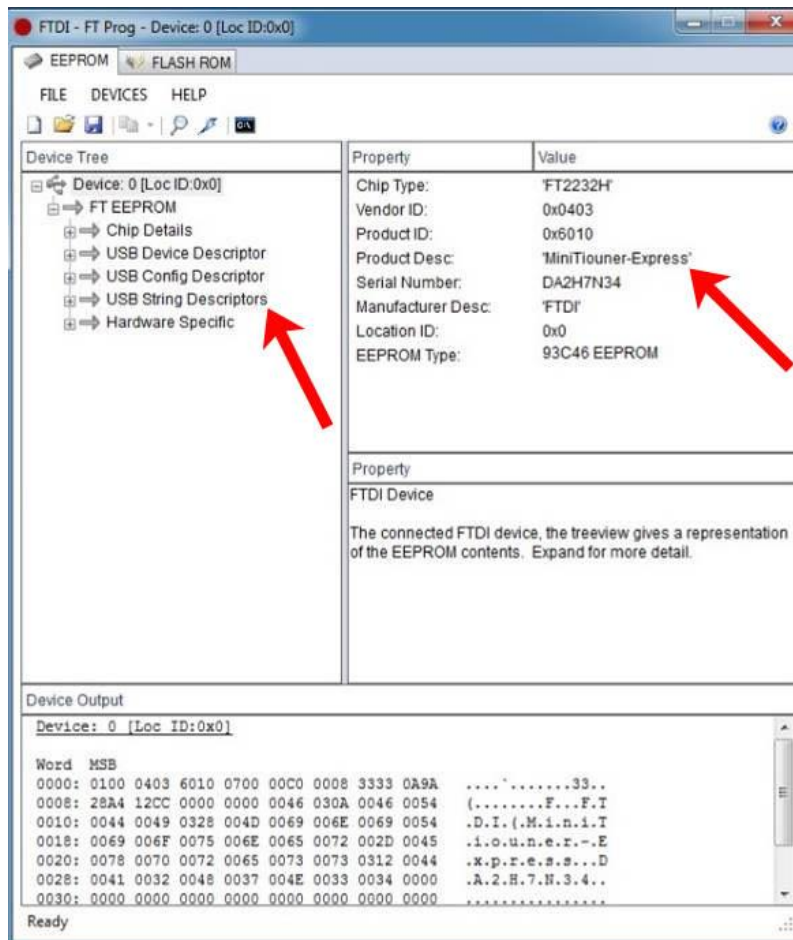 FTDI - FT Prog - Device: 0 [Loc ID:0x0]
EEPROM FLASH ROM
FILE DEVICES HELP
Device Tree
Device: 0 [Loc ID:0x0]
FT EEPROM
Chip Details
USB Device Descriptor
USB Config Descriptor
USB String Descriptors
Hardware Specific
Property Value
Chip Type: 'FT2232H'
Vendor ID: 0x0403
Product ID: 0x6010
Product Desc: 'MiniTiouner-Express'
Serial Number: DA2H7N34
Manufacturer Desc: 'FTDI'
Location ID: 0x0
EEPROM Type: 93C46 EEPROM
Property
FTDI Device
The connected FTDI device, the treeview gives a representation
of the EEPROM contents. Expand for more detail.
Device Output
Device: 0 [Loc ID:0x0]
Word MSB
0000: 0100 0403 6010 0700 00C0 0008 3333 0A9A ....`.......33..
0008: 28A4 12CC 0000 0000 0046 030A 0046 0054 (........F...F.T
0010: 0044 0049 0328 004D 0069 006E 0069 0054 .D.I.(.M.i.n.i.T
0018: 0069 006F 0075 006E 0065 0072 002D 0045 .i.o.u.n.e.r.-.E
0020: 0078 0070 0072 0065 0073 0073 0312 0044 .x.p.r.e.s.s...D
0028: 0041 0032 0048 0037 004E 0033 0034 0000 .A.2.H.7.N.3.4..
0030: 0000 0000 0000 0000 0000 0000 0000 0000 ................
Ready